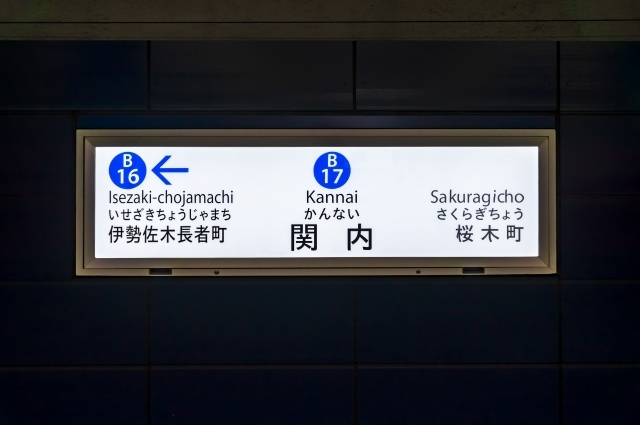 B
16
←
Isezaki-chojamachi
いせざきちょうじゃまち
伊勢佐木長者町
B
17
Kannai
かんない
関 内
Sakuragicho
さくらぎちょう
桜木町